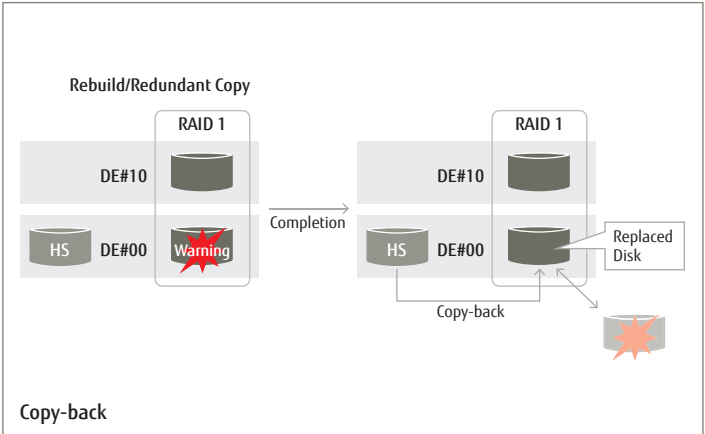 Rebuild/Redundant Copy
RAID 1
DE#10
HS
DE#00
Warning
Completion
RAID 1
DE#10
HS
DE#00
Replaced
Disk
Copy-back
Copy-back